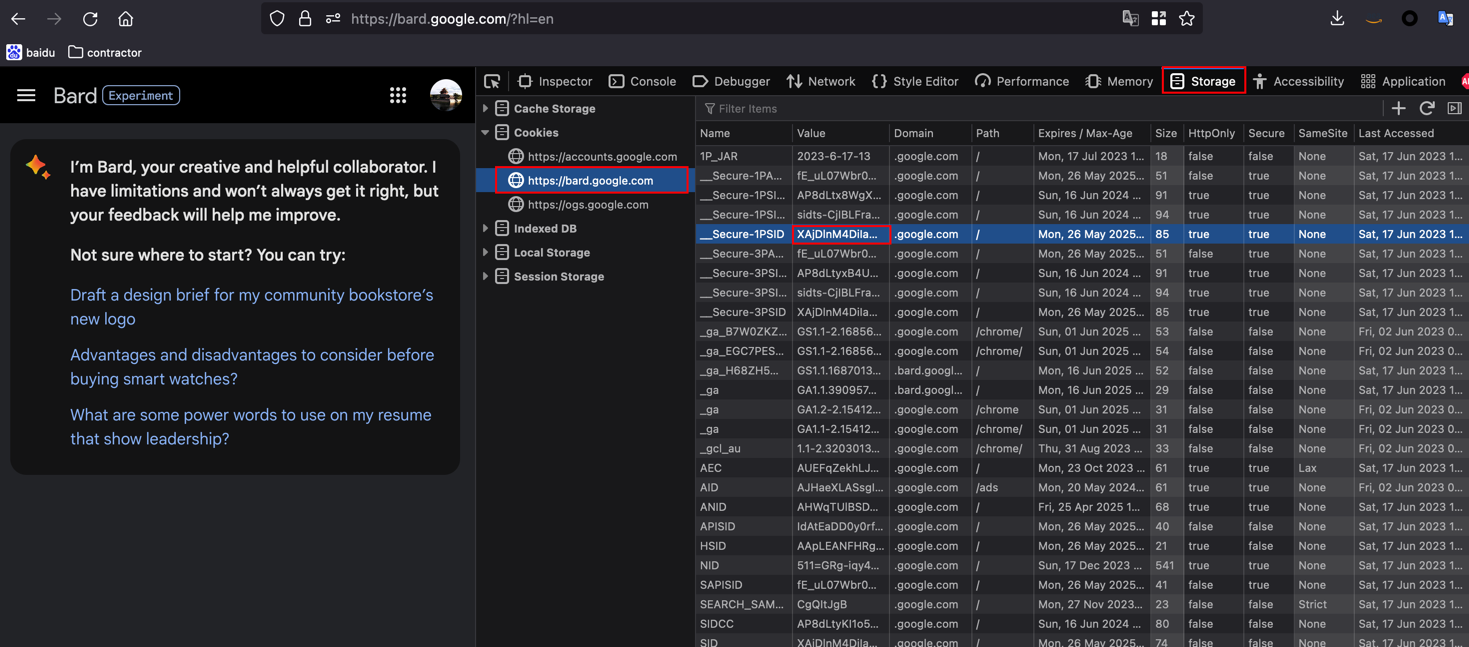 https://bard.google.com/?hl=en
baidu contractor
Bard Experiment
I'm Bard, your creative and helpful collaborator. I
have limitations and won't always get it right, but
your feedback will help me improve.
Not sure where to start? You can try:
Draft a design brief for my community bookstore's
new logo
Advantages and disadvantages to consider before
buying smart watches?
What are some power words to use on my resume
that show leadership?
Inspector Console Debugger Network Style Editor Performance Memory Storage Accessibility Application
Cache Storage
Cookies
https://accounts.google.com
https://bard.google.com
https://ogs.google.com
Indexed DB
Local Storage
Session Storage
Filter Items
Name Value Domain Path Expires / Max-Age Size HttpOnly Secure SameSite Last Accessed
1P_JAR 2023-6-17-13 .google.com / Mon, 17 Jul 2023 1... 18 false false None Sat, 17 Jun 2023 1...
__Secure-1PA... fE_uL07Wbr0... .google.com / Mon, 26 May 2025... 51 false true None Sat, 17 Jun 2023 1...
__Secure-1PSI... AP8dLtx8WgX... .google.com / Sun, 16 Jun 2024 ... 91 true true None Sat, 17 Jun 2023 1...
__Secure-1PSI... sidts-CjIBLFra... .google.com / Sun, 16 Jun 2024 ... 94 true true None Sat, 17 Jun 2023 1...
__Secure-1PSID XAjDInM4Dila... .google.com / Mon, 26 May 2025... 85 true true None Sat, 17 Jun 2023 1...
__Secure-3PA... fE_uL07Wbr0... .google.com / Mon, 26 May 2025... 51 false true None Sat, 17 Jun 2023 1...
__Secure-3PSI... AP8dLtyxB4U... .google.com / Sun, 16 Jun 2024 ... 91 true true None Sat, 17 Jun 2023 1...
__Secure-3PSI... sidts-CjIBLFra... .google.com / Sun, 16 Jun 2024 ... 94 true true None Sat, 17 Jun 2023 1...
__Secure-3PSID XAjDInM4Dila... .google.com / Mon, 26 May 2025... 85 true true None Sat, 17 Jun 2023 1...
_ga_B7W0ZKZ... GS1.1-2.16856... .google.com /chrome/ Sun, 01 Jun 2025 ... 53 false false None Fri, 02 Jun 2023 0...
_ga_EGC7PES... GS1.1-2.16856... .google.com /chrome/ Sun, 01 Jun 2025 ... 54 false false None Fri, 02 Jun 2023 0...
_ga_H68ZH5... GS1.1.1687013... .bard.googl... / Mon, 16 Jun 2025 ... 52 false false None Sat, 17 Jun 2023 1...
_ga GA1.1.390957... .bard.googl... / Mon, 16 Jun 2025 ... 29 false false None Sat, 17 Jun 2023 1...
_ga GA1.2-2.15412... .google.com /chrome Sun, 01 Jun 2025 ... 31 false false None Fri, 02 Jun 2023 0...
_ga GA1.1-2.15412... .google.com /chrome/ Sun, 01 Jun 2025 ... 31 false false None Fri, 02 Jun 2023 0...
_gcl_au 1.1-2.3203013... .google.com /chrome/ Thu, 31 Aug 2023 ... 33 false false None Fri, 02 Jun 2023 0...
AEC AUEFqZekhLJ... .google.com / Mon, 23 Oct 2023 ... 61 true true Lax Sat, 17 Jun 2023 1...
AID AJHaeXLASsgI... .google.com /ads Mon, 20 May 2024... 61 true true None Fri, 02 Jun 2023 0...
ANID AHWqTUlBSD... .google.com / Fri, 25 Apr 2025 1... 68 true true None Sat, 17 Jun 2023 1...
APISID IdAtEaDD0y0rf... .google.com / Mon, 26 May 2025... 40 false false None Sat, 17 Jun 2023 1...
HSID AApLEANFHRg... .google.com / Mon, 26 May 2025... 21 true false None Sat, 17 Jun 2023 1...
NID 511=GRg-iqy4... .google.com / Sun, 17 Dec 2023 ... 541 true true None Sat, 17 Jun 2023 1...
SAPISID fE_uL07Wbr0... .google.com / Mon, 26 May 2025... 41 false true None Sat, 17 Jun 2023 1...
SEARCH_SAM... CgQItJgB .google.com / Mon, 27 Nov 2023... 23 false false Strict Sat, 17 Jun 2023 1...
SIDCC AP8dLtyKI1o5... .google.com / Sun, 16 Jun 2024 ... 80 false false None Sat, 17 Jun 2023 1...
SID XAjDInM4Dila... .google.com / Mon, 26 May 2025... 74 false false None Sat, 17 Jun 2023 1...